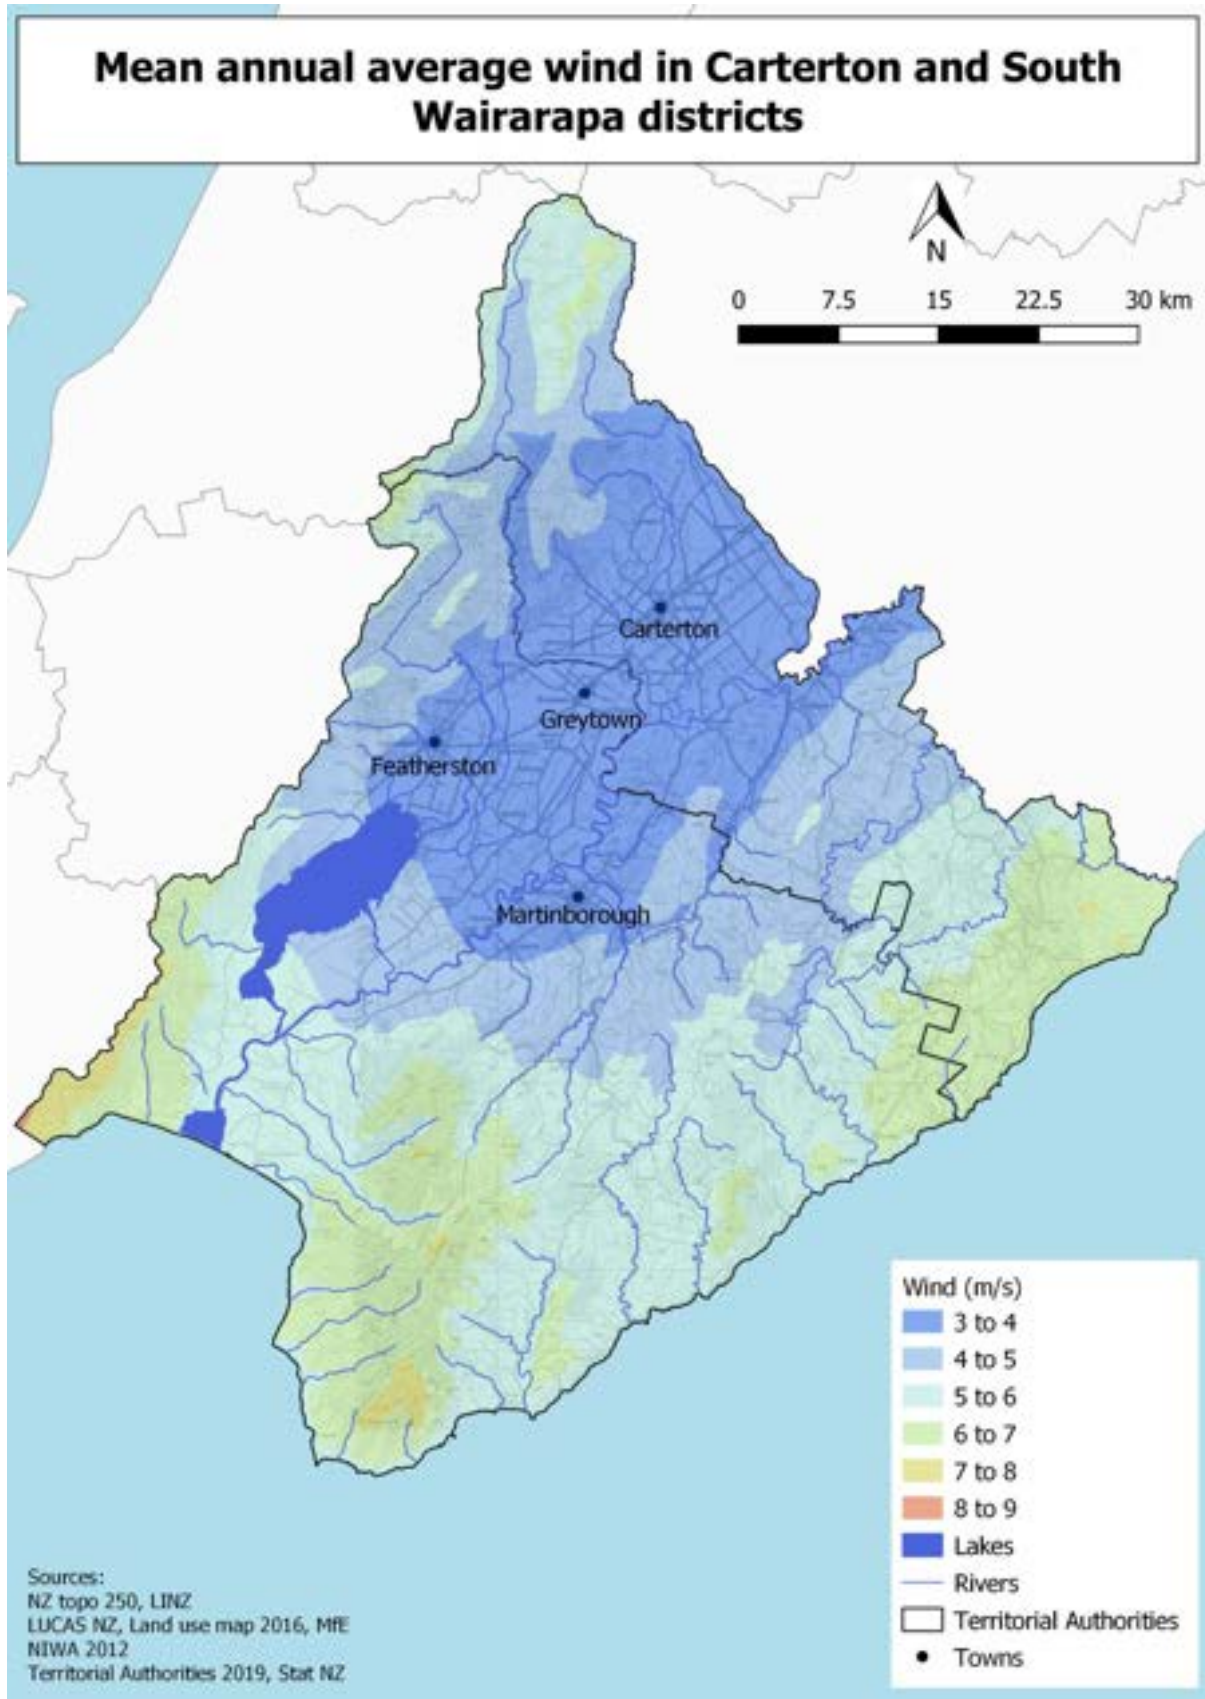 Mean annual average wind in Carterton and South
Wairarapa districts
N
0 7.5 15 22.5 30 km
Carterton
Greytown
Featherston
Martinborough
Wind (m/s)
3 to 4
4 to 5
5 to 6
6 to 7
7 to 8
8 to 9
Lakes
Rivers
Territorial Authorities
Towns
Sources:
NZ topo 250, LINZ
LUCAS NZ, Land use map 2016, MfE
NIWA 2012
Territorial Authorities 2019, Stat NZ